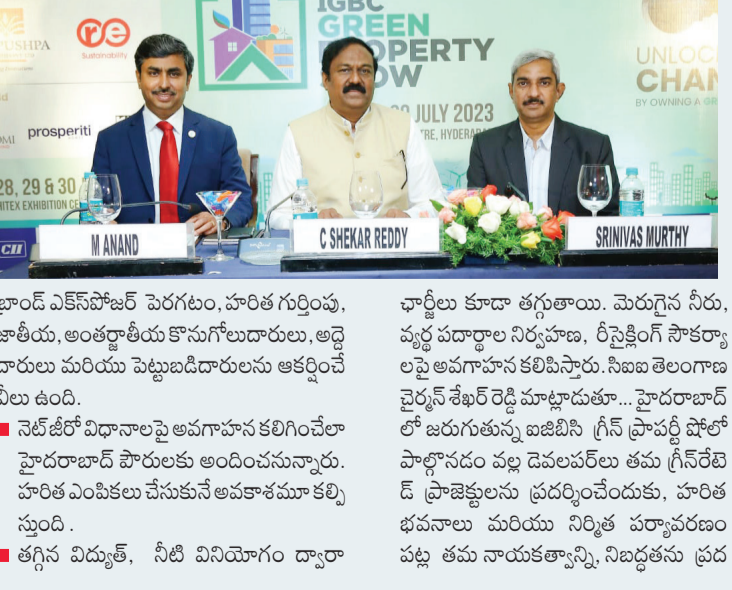 PUSHPA
re
Sustainability
IGBC
GREEN
PROPERTY
SHOW
JULY 2023
HYDERABAD
prosperiti
28, 29 & 30
HITEX EXHIBITION
CII
UNLOCK
CHAN
BY OWNING A
M ANAND
C SHEKAR REDDY
SRINIVAS MURTHY
బ్రాండ్ ఎక్స్‌పోజర్ పెరగటం, హరిత గుర్తింపు,
జాతీయ, అంతర్జాతీయ కొనుగోలుదారులు, అద్దె
దారులు మరియు పెట్టుబడిదారులను ఆకర్షించే
వీలు ఉంది.
నెట్‌జీరో విధానాలపై అవగాహన కలిగించేలా
హైదరాబాద్ పౌరులకు అందించనున్నారు.
హరిత ఎంపికలు చేసుకునే అవకాశమూ కల్పి
స్తుంది .
తగ్గిన విద్యుత్, నీటి వినియోగం ద్వారా
ఛార్జీలు కూడా తగ్గుతాయి. మెరుగైన నీరు,
వ్యర్థ పదార్థాల నిర్వహణ, రీసైక్లింగ్ సౌకర్యా
లపై అవగాహన కలిపిస్తారు. సిఐఐ తెలంగాణ
చైర్మన్ శేఖర్ రెడ్డి మాట్లాడుతూ... హైదరాబాద్
లో జరుగుతున్న ఐజిబిసి గ్రీన్ ప్రాపర్టీ షోలో
పాల్గొనడం వల్ల డెవలపర్‌లు తమ గ్రీన్‌రేటె
డ్ ప్రాజెక్టులను ప్రదర్శించేందుకు, హరిత
భవనాలు మరియు నిర్మిత పర్యావరణం
పట్ల తమ నాయకత్వాన్ని, నిబద్ధతను ప్రద